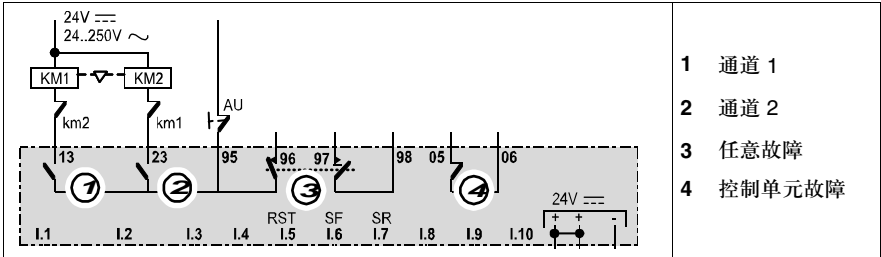 24V
24..250V
KM1
KM2
AU
km2
km1
13
23
95
96
97
98
05
06
1
2
3
4
24V
RST
SF
SR
+
+
-
I.1
I.2
I.3
I.4
I.5
I.6
I.7
I.8
I.9
I.10
1 通道 1
2 通道 2
3 任意故障
4 控制单元故障